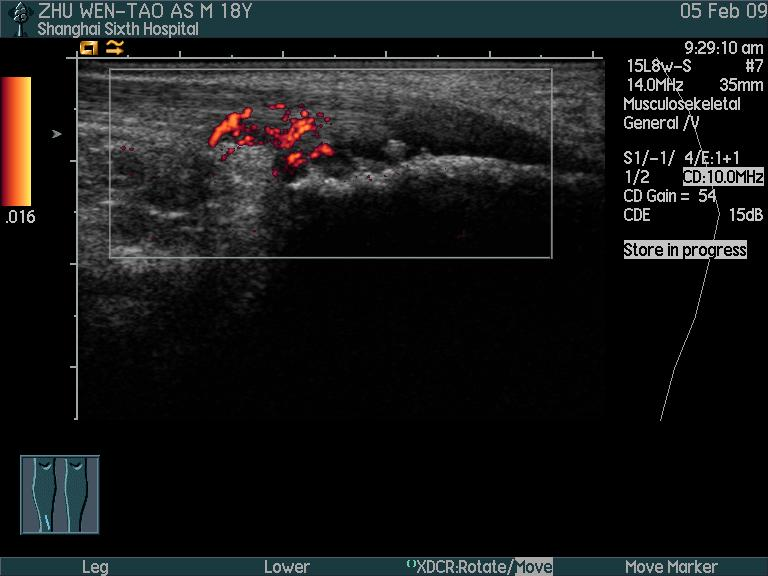 ZHU WEN-TAO AS M 18Y
05 Feb 09
Shanghai Sixth Hospital
9:29:10 am
15L8w-S #7
14.0MHz 35mm
Musculosekeletal
General /V
S1/-1/ 4/E:1+1
1/2 CD:10.0MHz
CD Gain = 54
CDE 15dB
Store in progress
.016
Leg Lower XDCR:Rotate/Move Move Marker